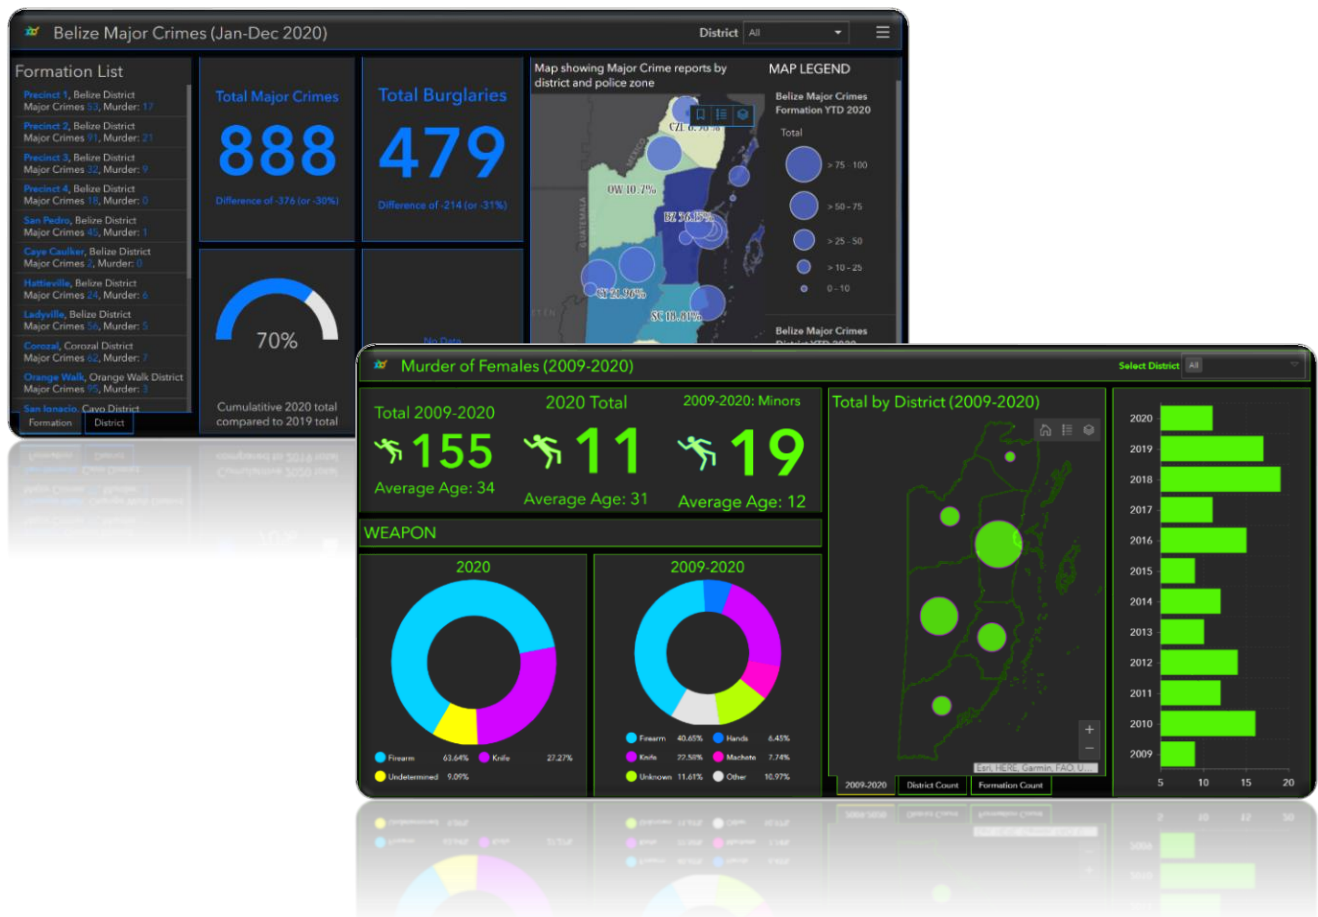 Belize Major Crimes (Jan-Dec 2020)
District All
Formation List
Precinct 1, Belize District
Major Crimes 53, Murder: 17
Precinct 2, Belize District
Major Crimes 91, Murder: 21
Precinct 3, Belize District
Major Crimes 32, Murder: 9
Precinct 4, Belize District
Major Crimes 18, Murder: 0
San Pedro, Belize District
Major Crimes 45, Murder: 1
Caye Caulker, Belize District
Major Crimes 2, Murder: 0
Hattieville, Belize District
Major Crimes 24, Murder: 6
Ladyville, Belize District
Major Crimes 56, Murder: 5
Corozal, Corozal District
Major Crimes 62, Murder: 7
Orange Walk, Orange Walk District
Major Crimes 95, Murder: 3
San Ignacio, Cayo District
Formation
District
Total Major Crimes
888
Difference of -376 (or -30%)
Total Burglaries
479
Difference of -214 (or -31%)
70%
Cumulatitive 2020 total
compared to 2019 total
No Data
Map showing Major Crime reports by
district and police zone
MEXICO
GUATEMALA
OW 10.7%
SC 18.81%
MAP LEGEND
Belize Major Crimes
Formation YTD 2020
Total
> 75 - 100
> 50 - 75
> 25 - 50
> 10 - 25
0 - 10
Belize Major Crimes
Murder of Females (2009-2020)
Select District All
Total 2009-2020
155
Average Age: 34
2020 Total
11
Average Age: 31
2009-2020: Minors
19
Average Age: 12
WEAPON
2020
Firearm 63.64%
Knife 27.27%
Undetermined 9.09%
2009-2020
Firearm 40.65%
Hands 6.45%
Knife 22.58%
Machete 7.74%
Unknown 11.61%
Other 10.97%
Total by District (2009-2020)
+
−
Esri, HERE, Garmin, FAO, U...
2009-2020
District Count
Formation Count
2020
2019
2018
2017
2016
2015
2014
2013
2012
2011
2010
2009
5 10 15 20